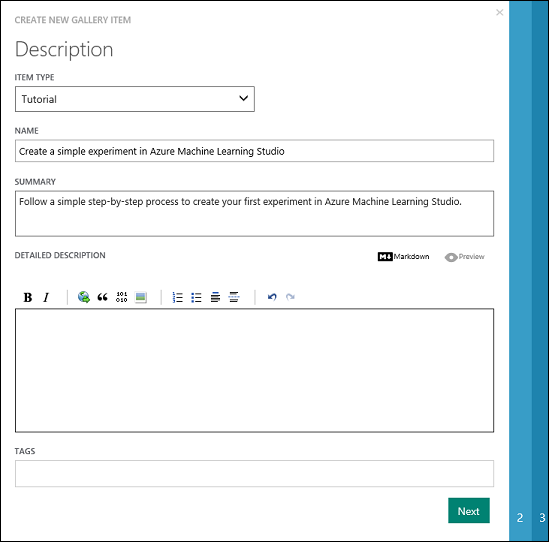 CREATE NEW GALLERY ITEM
Description
ITEM TYPE
Tutorial
NAME
Create a simple experiment in Azure Machine Learning Studio
SUMMARY
Follow a simple step-by-step process to create your first experiment in Azure Machine Learning Studio.
DETAILED DESCRIPTION
M↓ Markdown Preview
B I 101 010
TAGS
Next
2 3